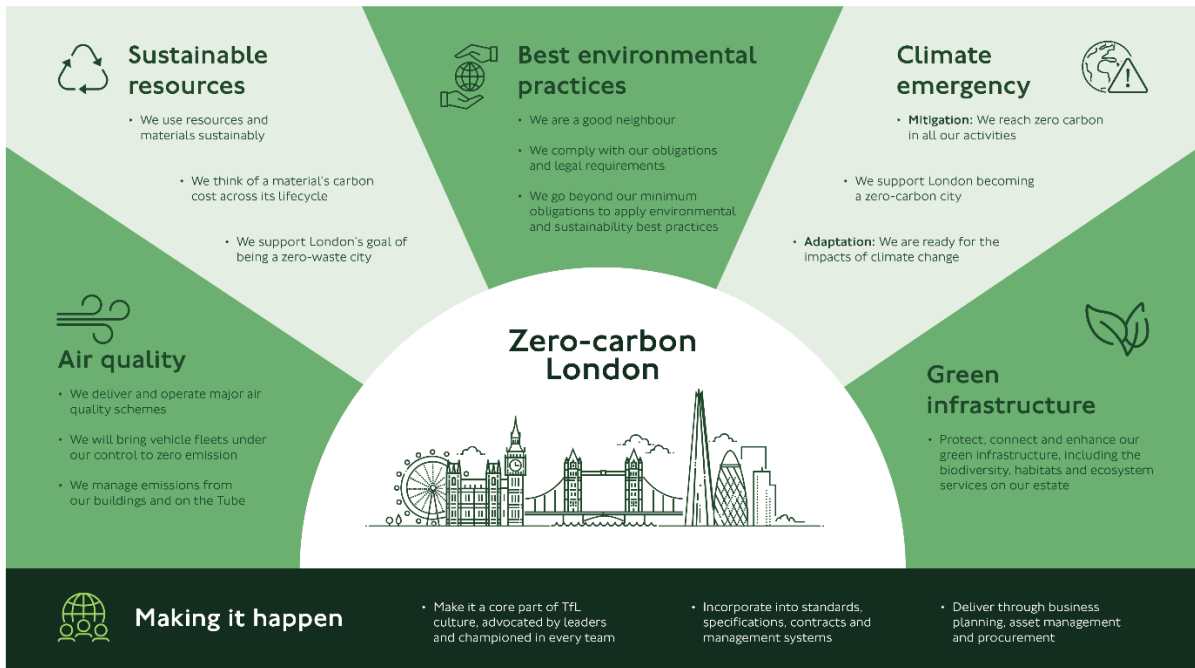 Sustainable
resources
• We use resources and
materials sustainably
• We think of a material's carbon
cost across its lifecycle
• We support London's goal of
being a zero-waste city
Best environmental
practices
• We are a good neighbour
• We comply with our obligations
and legal requirements
• We go beyond our minimum
obligations to apply environmental
and sustainability best practices
Climate
emergency
• Mitigation: We reach zero carbon
in all our activities
• We support London becoming
a zero-carbon city
• Adaptation: We are ready for the
impacts of climate change
Air quality
• We deliver and operate major air
quality schemes
• We will bring vehicle fleets under
our control to zero emission
• We manage emissions from
our buildings and on the Tube
Zero-carbon
London
Green
infrastructure
• Protect, connect and enhance our
green infrastructure, including the
biodiversity, habitats and ecosystem
services on our estate
Making it happen
• Make it a core part of TfL
culture, advocated by leaders
and championed in every team
• Incorporate into standards,
specifications, contracts and
management systems
• Deliver through business
planning, asset management
and procurement